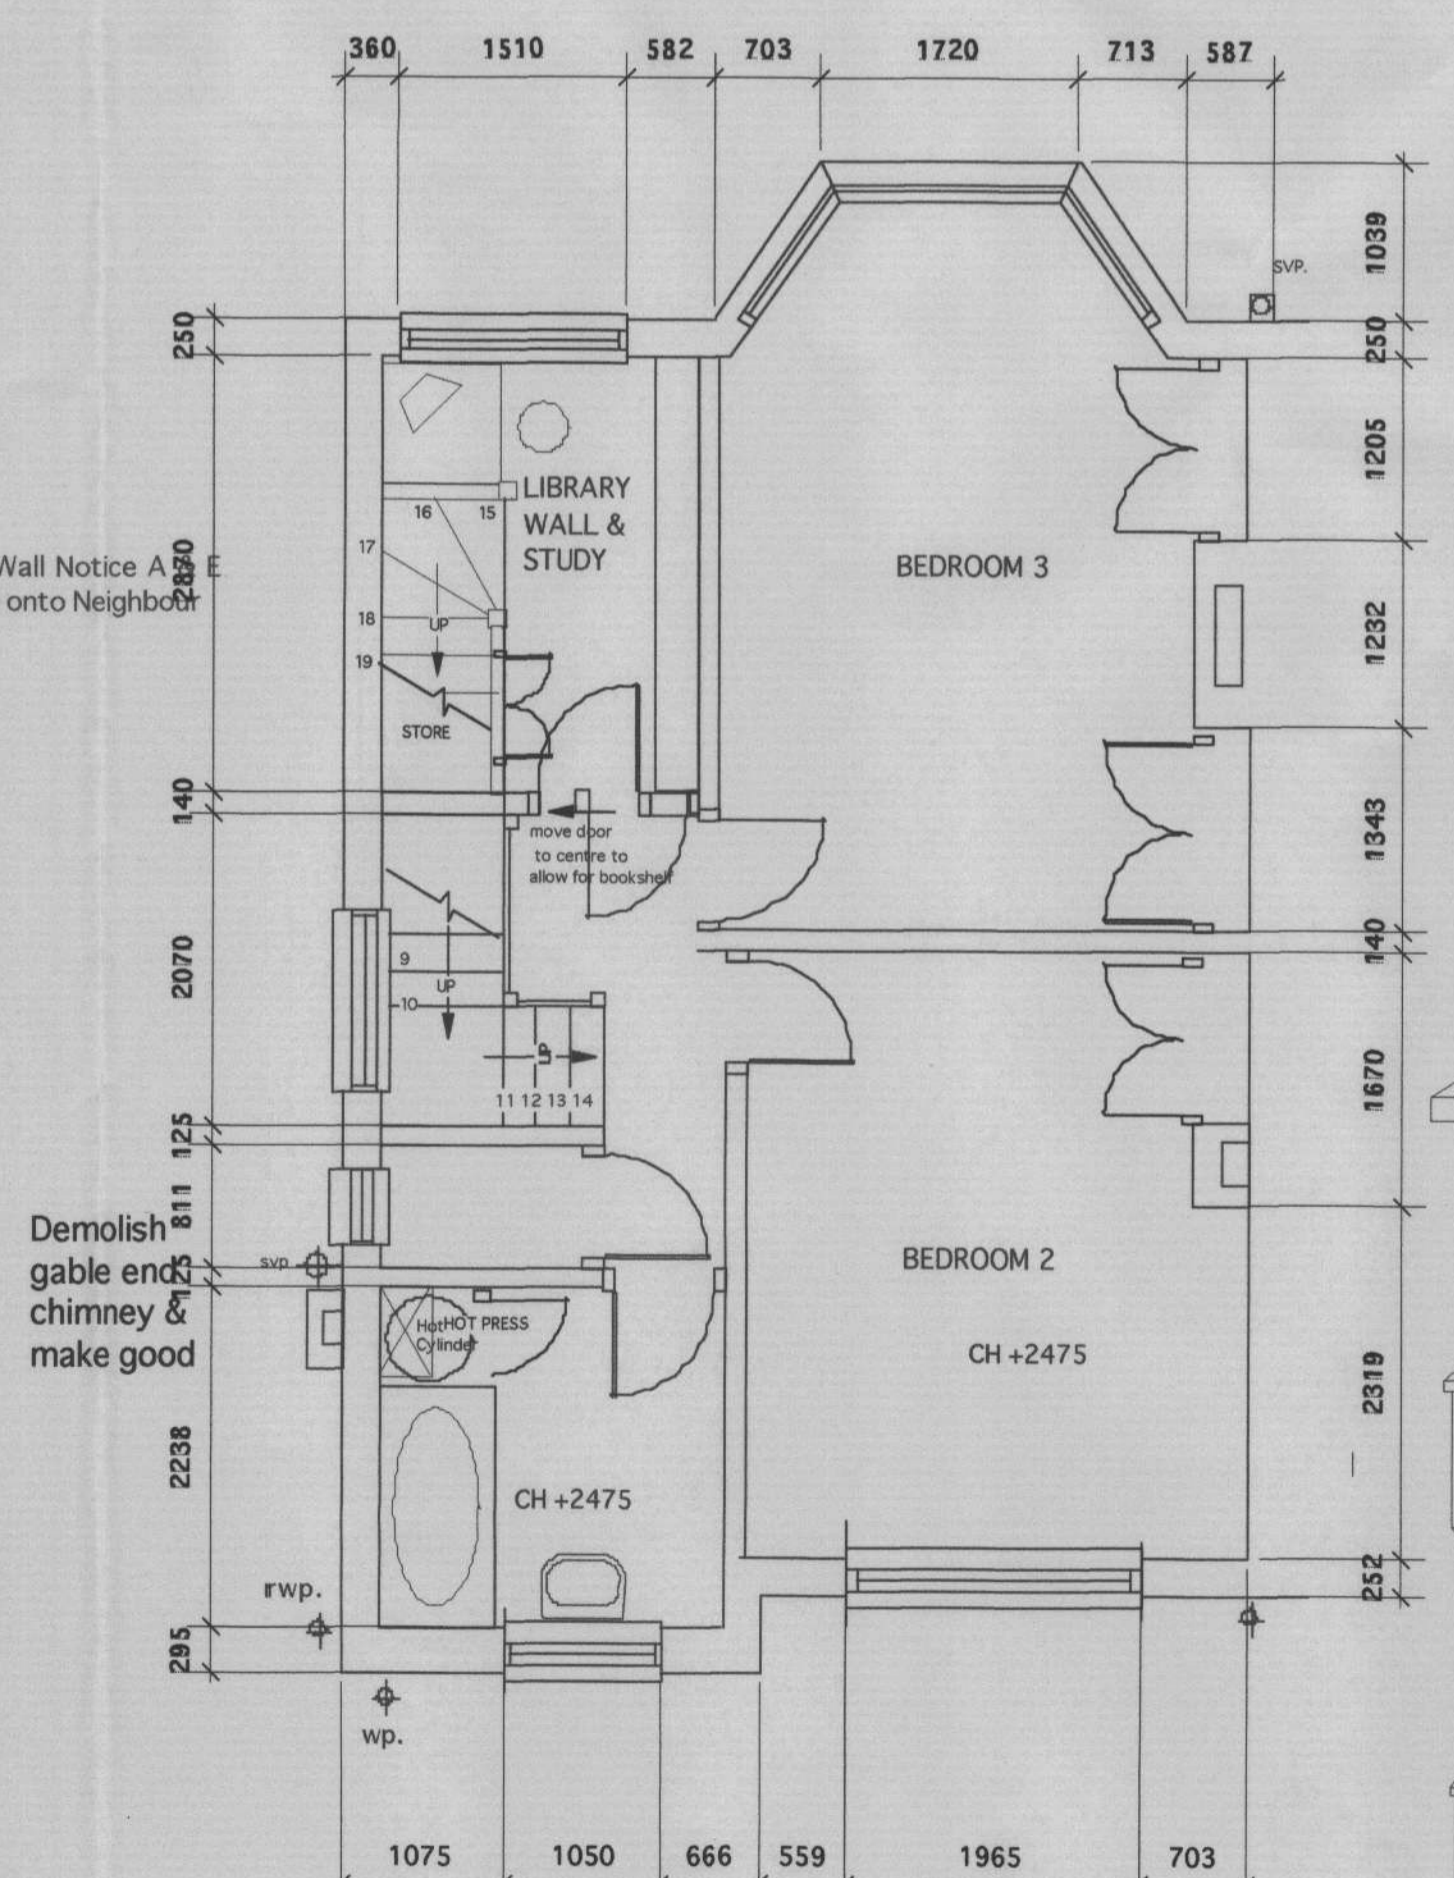 360 1510 582 703 1720 713 587
1039
SVP.
250
250
1205
LIBRARY
WALL &
STUDY
16 15
17
Wall Notice A & E
onto Neighbour
2870
BEDROOM 3
18
UP
19
1232
STORE
140
move door
to centre to
allow for bookshelf
1343
9
UP
10
2070
140
UP
11 12 13 14
1670
125
811
Demolish
gable end
chimney &
make good
svp
125
BEDROOM 2
Hot
Cylinder
HOT PRESS
CH +2475
2319
2238
CH +2475
rwp.
252
295
wp.
1075 1050 666 559 1965 703